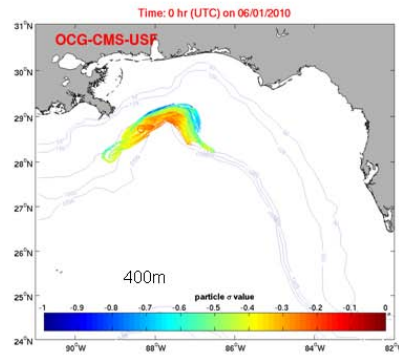 Time: 0 hr (UTC) on 06/01/2010
31°N
OCG-CMS-USF
30°N
29°N
28°N
27°N
26°N
400m
25°N
particle σ value
-1 -0.9 -0.8 -0.7 -0.6 -0.5 -0.4 -0.3 -0.2 -0.1 0
24°N
90°W 88°W 86°W 84°W 82°W